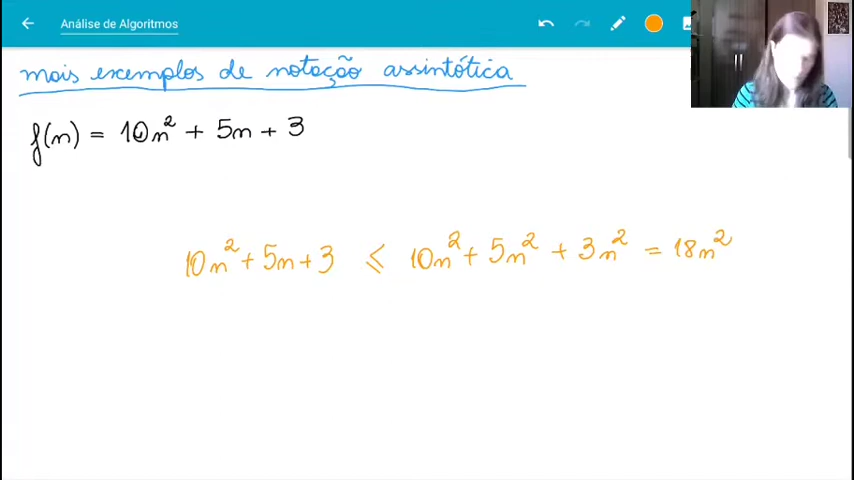 Análise de Algoritmos
mais exemplos de notação assintótica
f(n) = 10n² + 5n + 3
10n² + 5n + 3 ≤ 10n² + 5n² + 3n² = 18n²